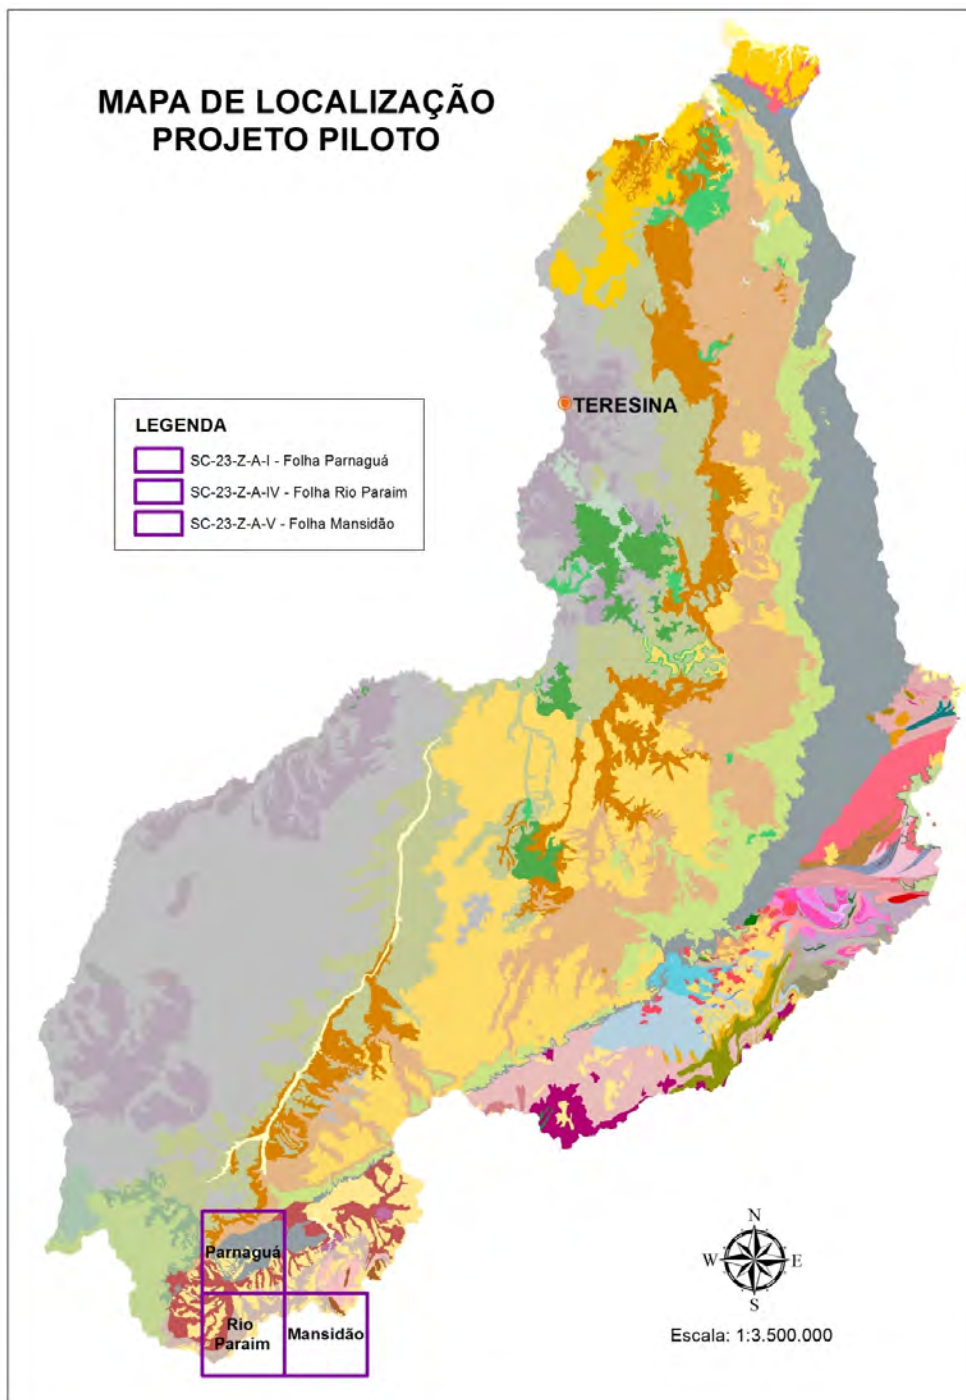 MAPA DE LOCALIZAÇÃO
PROJETO PILOTO
TERESINA
LEGENDA
SC-23-Z-A-I - Folha Parnaguá
SC-23-Z-A-IV - Folha Rio Paraim
SC-23-Z-A-V - Folha Mansidão
Parnaguá
Rio
Paraim
Mansidão
N
W
E
S
Escala: 1:3.500.000